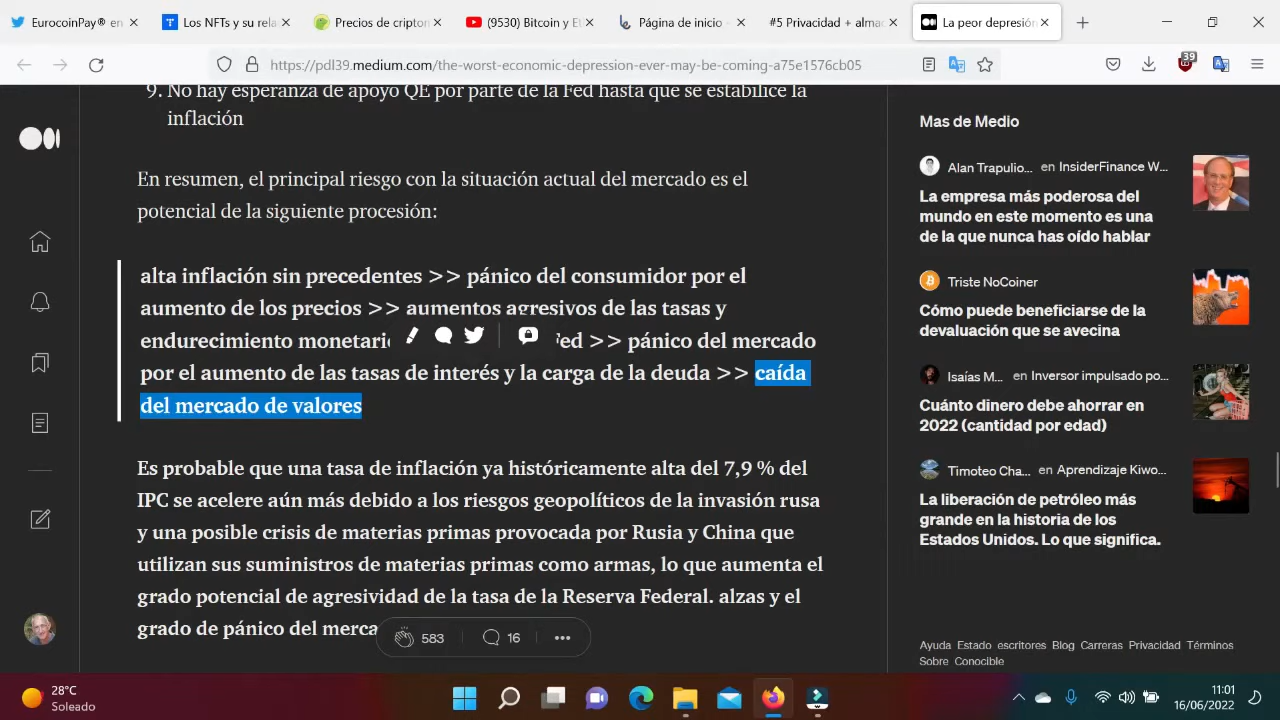 EurocoinPay® en
Los NFTs y su rela
Precios de cripton
(9530) Bitcoin y E
Página de inicio -
#5 Privacidad + alma
La peor depresión
https://pdl39.medium.com/the-worst-economic-depression-ever-may-be-coming-a75e1576cb05
39
9. No hay esperanza de apoyo QE por parte de la Fed hasta que se estabilice la
inflación
En resumen, el principal riesgo con la situación actual del mercado es el
potencial de la siguiente procesión:
alta inflación sin precedentes >> pánico del consumidor por el
aumento de los precios >> aumentos agresivos de las tasas y
endurecimiento monetari ed >> pánico del mercado
por el aumento de las tasas de interés y la carga de la deuda >> caída
del mercado de valores
Es probable que una tasa de inflación ya históricamente alta del 7,9 % del
IPC se acelere aún más debido a los riesgos geopolíticos de la invasión rusa
y una posible crisis de materias primas provocada por Rusia y China que
utilizan sus suministros de materias primas como armas, lo que aumenta el
grado potencial de agresividad de la tasa de la Reserva Federal. alzas y el
grado de pánico del merca
583
16
Mas de Medio
Alan Trapulio... en InsiderFinance W...
La empresa más poderosa del
mundo en este momento es una
de la que nunca has oído hablar
Triste NoCoiner
Cómo puede beneficiarse de la
devaluación que se avecina
Isaías M... en Inversor impulsado po...
Cuánto dinero debe ahorrar en
2022 (cantidad por edad)
Timoteo Cha... en Aprendizaje Kiwo...
La liberación de petróleo más
grande en la historia de los
Estados Unidos. Lo que significa.
Ayuda Estado escritores Blog Carreras Privacidad Términos
Sobre Conocible
28°C
Soleado
11:01
16/06/2022